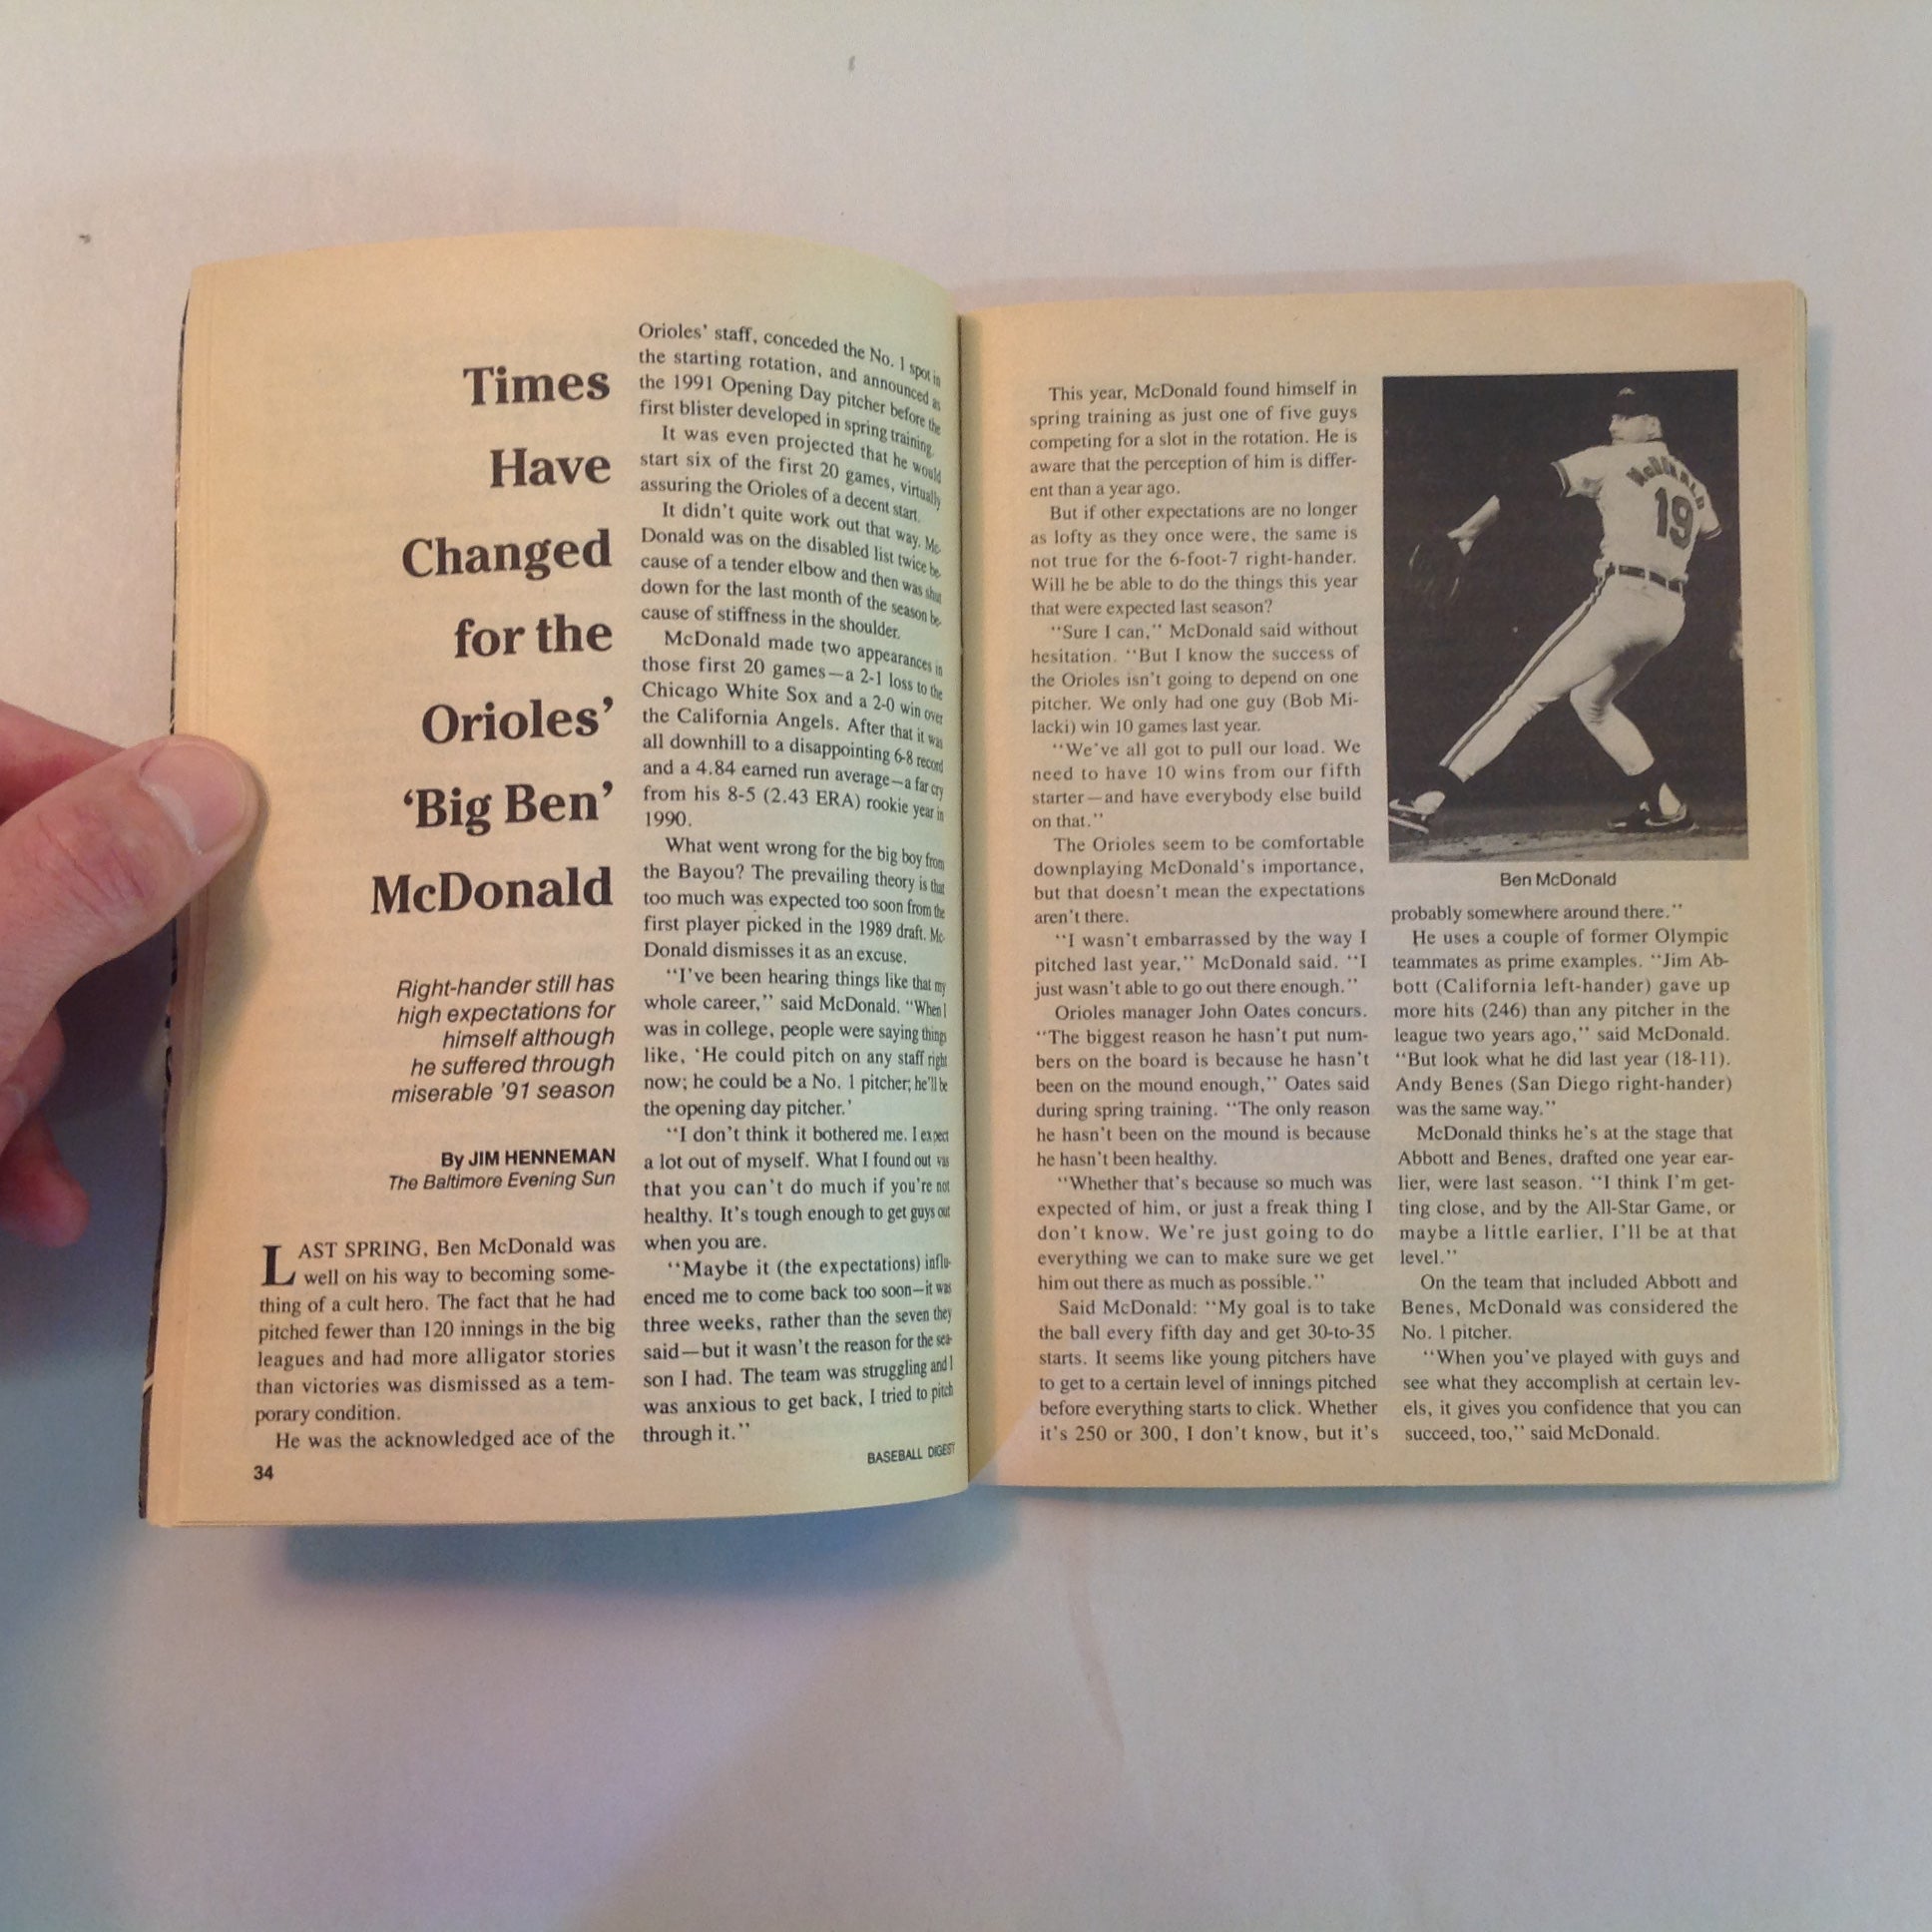 Times
Have
Changed
for the
Orioles'
'Big Ben'
McDonald
Right-hander still has
high expectations for
himself although
he suffered through
miserable '91 season
By JIM HENNEMAN
The Baltimore Evening Sun
LAST SPRING, Ben McDonald was
well on his way to becoming some-
thing of a cult hero. The fact that he had
pitched fewer than 120 innings in the big
leagues and had more alligator stories
than victories was dismissed as a tem-
porary condition.
He was the acknowledged ace of the
34
Orioles' staff, conceded the No. 1 spot in
the starting rotation, and announced as
the 1991 Opening Day pitcher before the
first blister developed in spring training.
It was even projected that he would
start six of the first 20 games, virtually
assuring the Orioles of a decent start.
It didn't quite work out that way. Mc-
Donald was on the disabled list twice be-
cause of a tender elbow and then was shut
down for the last month of the season be-
cause of stiffness in the shoulder.
McDonald made two appearances in
those first 20 games—a 2-1 loss to the
Chicago White Sox and a 2-0 win over
the California Angels. After that it was
all downhill to a disappointing 6-8 record
and a 4.84 earned run average—a far cry
from his 8-5 (2.43 ERA) rookie year in
1990.
What went wrong for the big boy from
the Bayou? The prevailing theory is that
too much was expected too soon from the
first player picked in the 1989 draft. Mc-
Donald dismisses it as an excuse.
"I've been hearing things like that my
whole career," said McDonald. "When I
was in college, people were saying things
like, 'He could pitch on any staff right
now; he could be a No. 1 pitcher; he'll be
the opening day pitcher.'
"I don't think it bothered me. I expect
a lot out of myself. What I found out was
that you can't do much if you're not
healthy. It's tough enough to get guys out
when you are.
"Maybe it (the expectations) influ-
enced me to come back too soon—it was
three weeks, rather than the seven they
said—but it wasn't the reason for the sea-
son I had. The team was struggling and I
was anxious to get back, I tried to pitch
through it."
BASEBALL DIGEST
This year, McDonald found himself in
spring training as just one of five guys
competing for a slot in the rotation. He is
aware that the perception of him is differ-
ent than a year ago.
But if other expectations are no longer
as lofty as they once were, the same is
not true for the 6-foot-7 right-hander.
Will he be able to do the things this year
that were expected last season?
"Sure I can," McDonald said without
hesitation. "But I know the success of
the Orioles isn't going to depend on one
pitcher. We only had one guy (Bob Mi-
lacki) win 10 games last year.
"We've all got to pull our load. We
need to have 10 wins from our fifth
starter—and have everybody else build
on that."
The Orioles seem to be comfortable
downplaying McDonald's importance,
but that doesn't mean the expectations
aren't there.
"I wasn't embarrassed by the way I
pitched last year," McDonald said. "I
just wasn't able to go out there enough."
Orioles manager John Oates concurs.
"The biggest reason he hasn't put num-
bers on the board is because he hasn't
been on the mound enough," Oates said
during spring training. "The only reason
he hasn't been on the mound is because
he hasn't been healthy.
"Whether that's because so much was
expected of him, or just a freak thing I
don't know. We're just going to do
everything we can to make sure we get
him out there as much as possible."
Said McDonald: "My goal is to take
the ball every fifth day and get 30-to-35
starts. It seems like young pitchers have
to get to a certain level of innings pitched
before everything starts to click. Whether
it's 250 or 300, I don't know, but it's
McDONALD
19
Ben McDonald
probably somewhere around there."
He uses a couple of former Olympic
teammates as prime examples. "Jim Ab-
bott (California left-hander) gave up
more hits (246) than any pitcher in the
league two years ago," said McDonald.
"But look what he did last year (18-11).
Andy Benes (San Diego right-hander)
was the same way."
McDonald thinks he's at the stage that
Abbott and Benes, drafted one year ear-
lier, were last season. "I think I'm get-
ting close, and by the All-Star Game, or
maybe a little earlier, I'll be at that
level."
On the team that included Abbott and
Benes, McDonald was considered the
No. 1 pitcher.
"When you've played with guys and
see what they accomplish at certain lev-
els, it gives you confidence that you can
succeed, too," said McDonald.